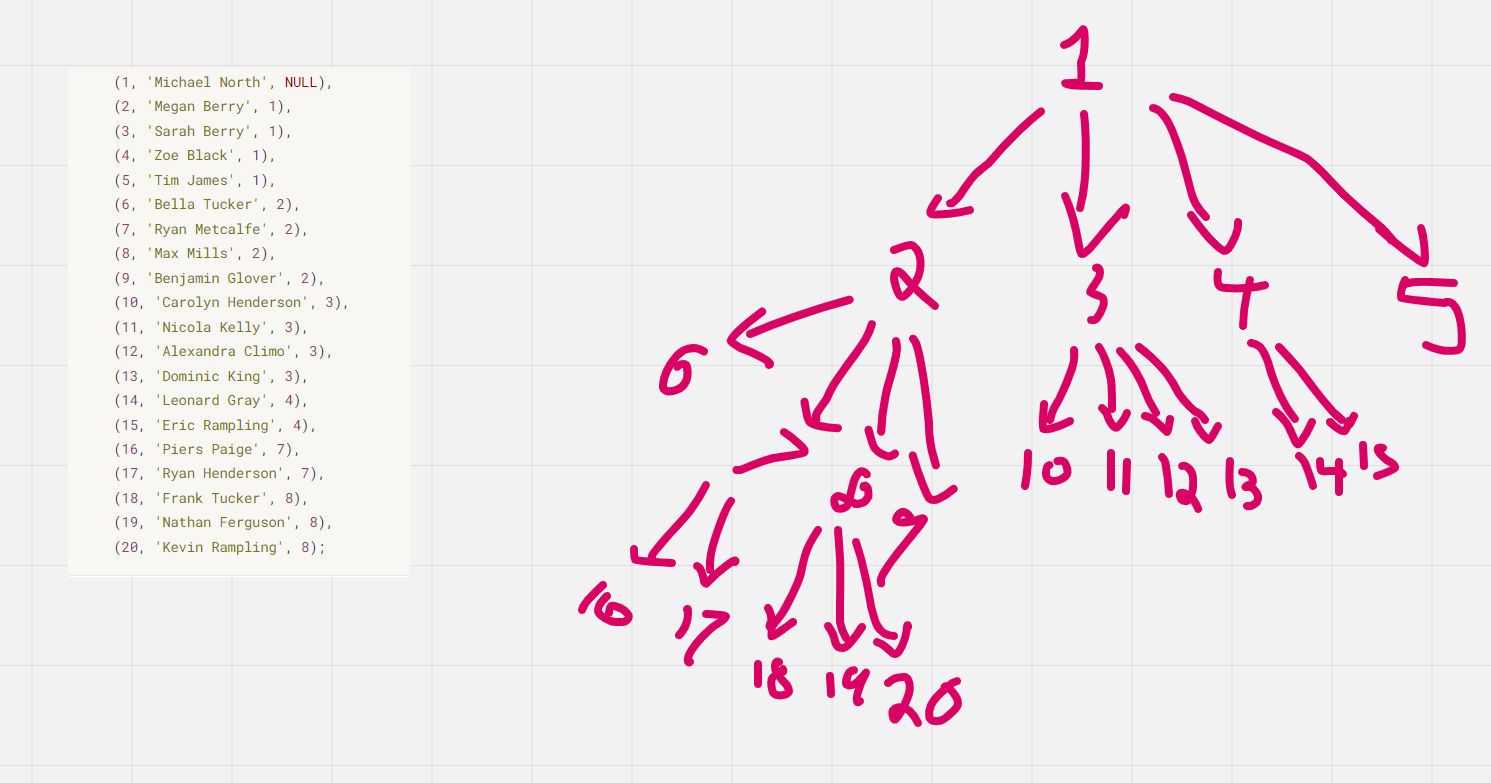 (1, 'Michael North', NULL),
(2, 'Megan Berry', 1),
(3, 'Sarah Berry', 1),
(4, 'Zoe Black', 1),
(5, 'Tim James', 1),
(6, 'Bella Tucker', 2),
(7, 'Ryan Metcalfe', 2),
(8, 'Max Mills', 2),
(9, 'Benjamin Glover', 2),
(10, 'Carolyn Henderson', 3),
(11, 'Nicola Kelly', 3),
(12, 'Alexandra Climo', 3),
(13, 'Dominic King', 3),
(14, 'Leonard Gray', 4),
(15, 'Eric Rampling', 4),
(16, 'Piers Paige', 7),
(17, 'Ryan Henderson', 7),
(18, 'Frank Tucker', 8),
(19, 'Nathan Ferguson', 8),
(20, 'Kevin Rampling', 8);
1
2 3 4 5
6 7 8 9 10 11 12 13 14 15
16 17 18 19 20